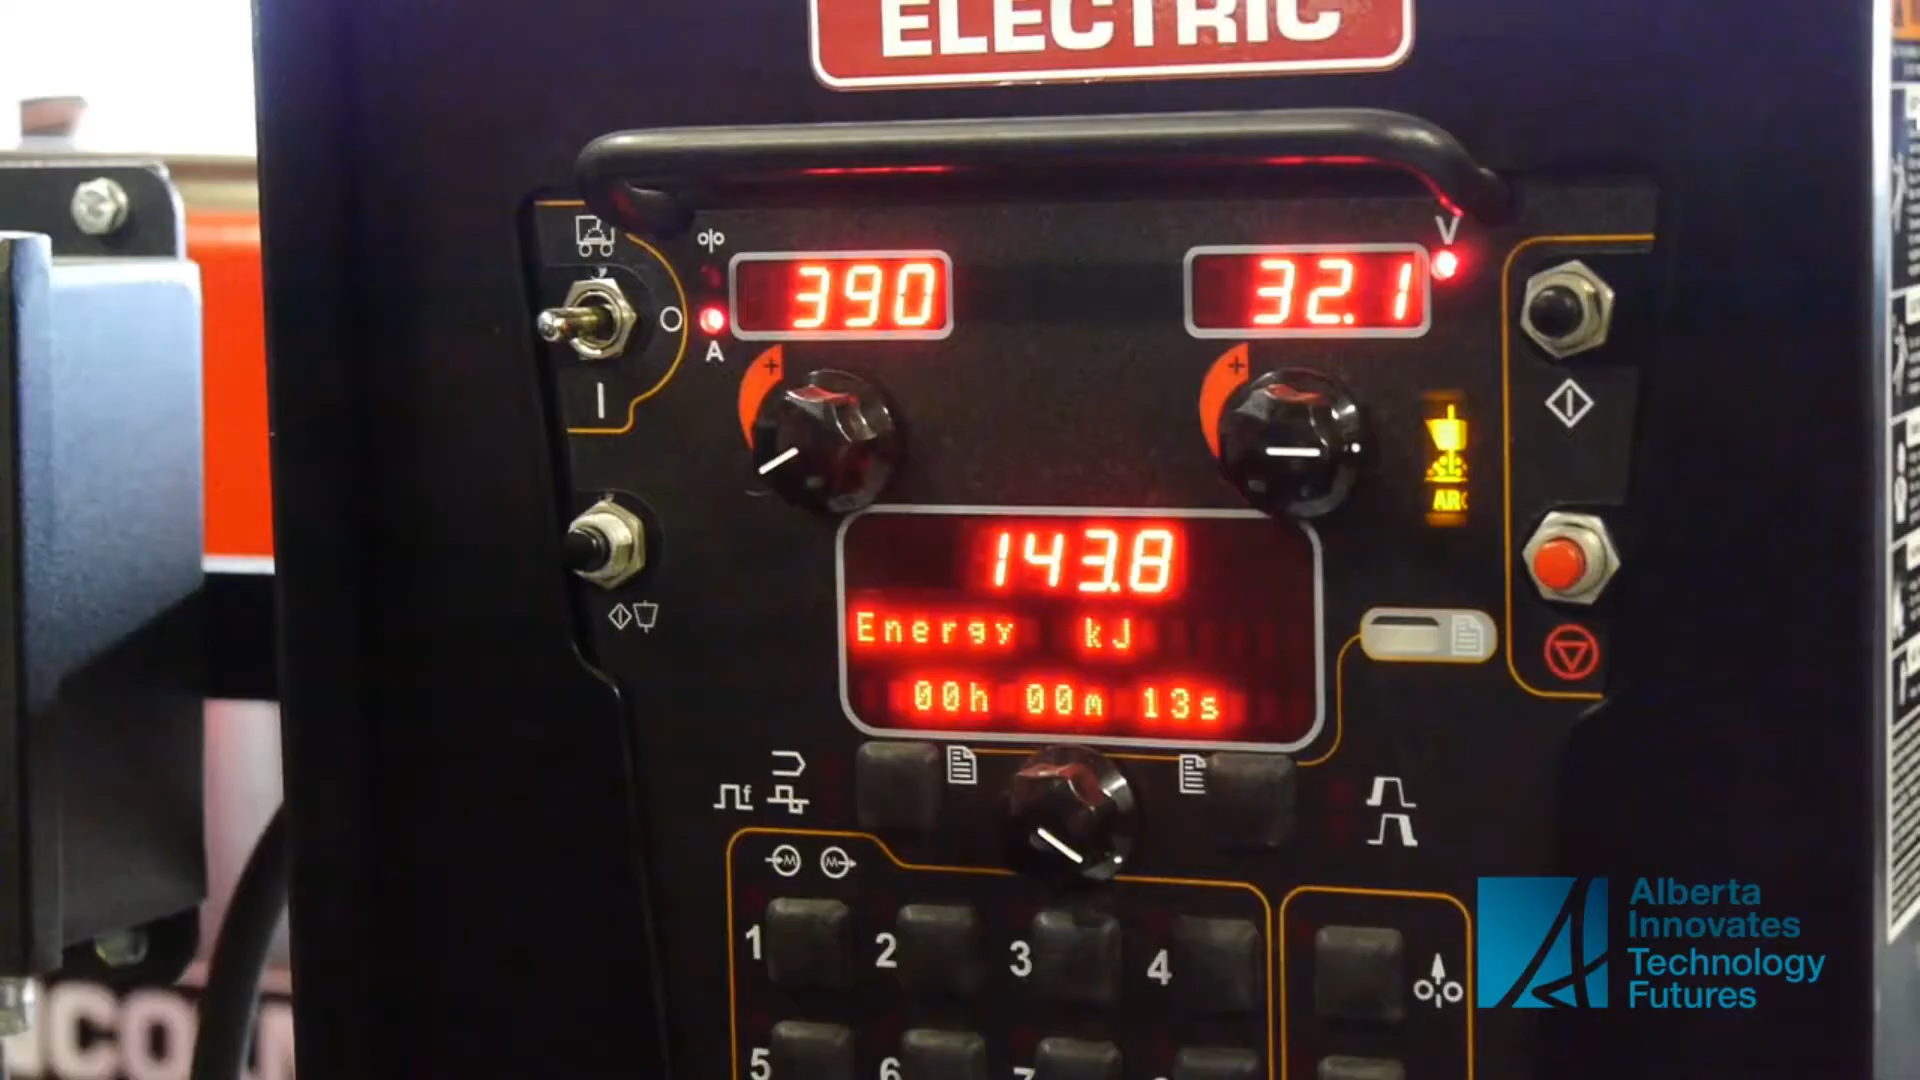 ELECTRIC
V
390
32.1
A
ARC
143.8
Energy kJ
00h 00m 13s
f
M M
1 2 3 4
5 6 7
Alberta
Innovates
Technology
Futures